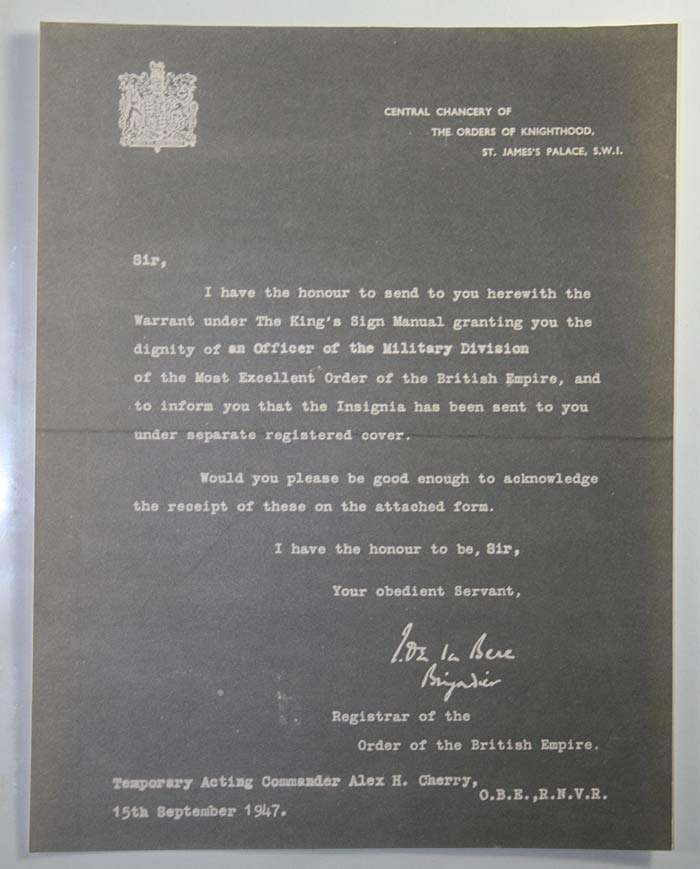 CENTRAL CHANCERY OF
THE ORDERS OF KNIGHTHOOD,
ST. JAMES'S PALACE, S.W.1.
Sir,
I have the honour to send to you herewith the
Warrant under The King's Sign Manual granting you the
dignity of an Officer of the Military Division
of the Most Excellent Order of the British Empire, and
to inform you that the Insignia has been sent to you
under separate registered cover.
Would you please be good enough to acknowledge
the receipt of these on the attached form.
I have the honour to be, Sir,
Your obedient Servant,
I. De la Bere
Brigadier
Registrar of the
Order of the British Empire.
Temporary Acting Commander Alex H. Cherry,
O.B.E.,R.N.V.R.
15th September 1947.